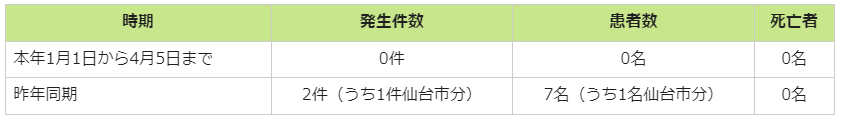 時期 発生件数 患者数 死亡者
本年1月1日から4月5日まで 0件 0名 0名
昨年同期 2件（うち1件仙台市分） 7名（うち1名仙台市分） 0名